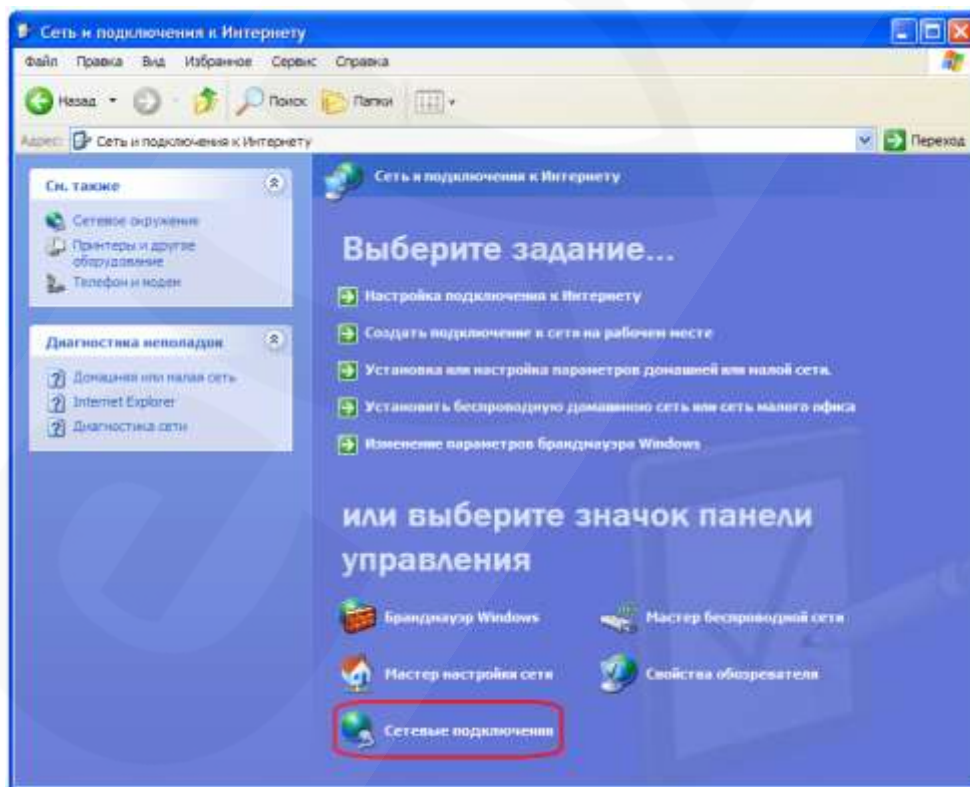 Сеть и подключения к Интернету
Файл Правка Вид Избранное Сервис Справка
Назад Поиск Папки
Адрес: Сеть и подключения к Интернету Переход
См. также
Сетевое окружение
Принтеры и другое
оборудование
Телефон и модем
Диагностика неполадок
Домашняя или малая сеть
Internet Explorer
Диагностика сети
Сеть и подключения к Интернету
Выберите задание...
Настройка подключения к Интернету
Создать подключение к сети на рабочем месте
Установка или настройка параметров домашней или малой сети.
Установить беспроводную домашнюю сеть или сеть малого офиса
Изменение параметров брандмауэра Windows
или выберите значок панели
управления
Брандмауэр Windows Мастер беспроводной сети
Мастер настройки сети Свойства обозревателя
Сетевые подключения